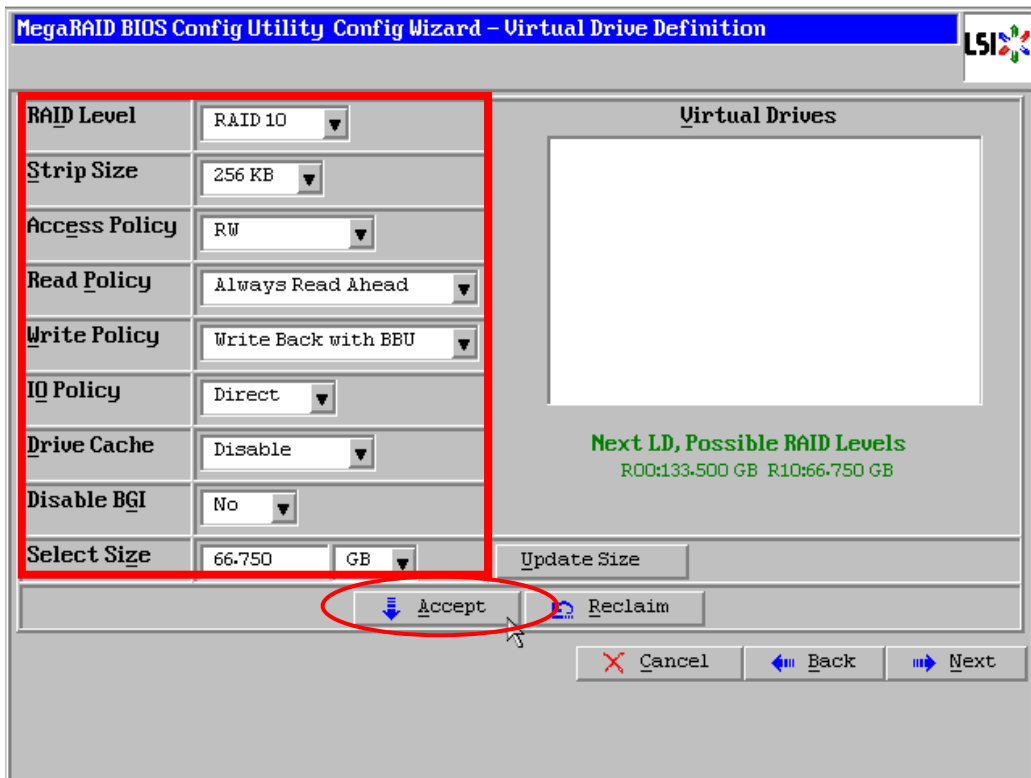 MegaRAID BIOS Config Utility Config Wizard – Virtual Drive Definition
LSI
RAID Level RAID 10
Strip Size 256 KB
Access Policy RW
Read Policy Always Read Ahead
Write Policy Write Back with BBU
IO Policy Direct
Drive Cache Disable
Disable BGI No
Select Size 66.750 GB
Virtual Drives
Next LD, Possible RAID Levels
R00:133.500 GB R10:66.750 GB
Update Size
Accept Reclaim
Cancel Back Next